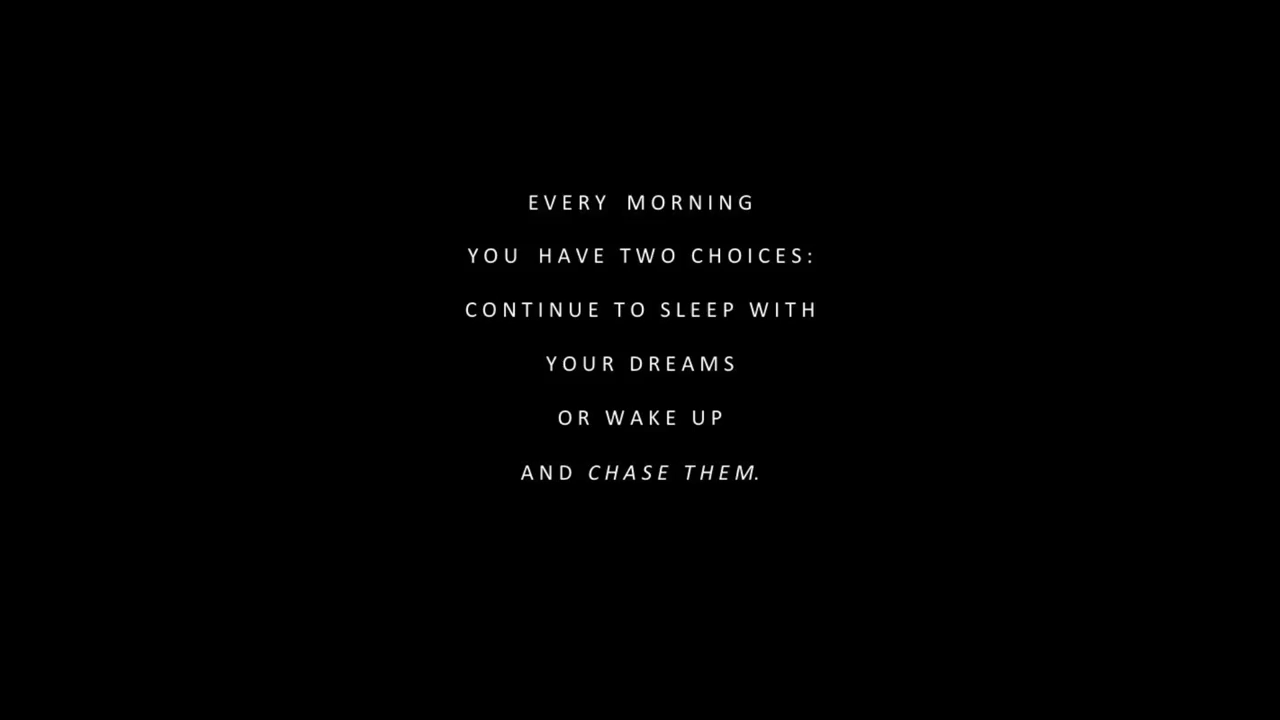 EVERY MORNING
YOU HAVE TWO CHOICES:
CONTINUE TO SLEEP WITH
YOUR DREAMS
OR WAKE UP
AND CHASE THEM.